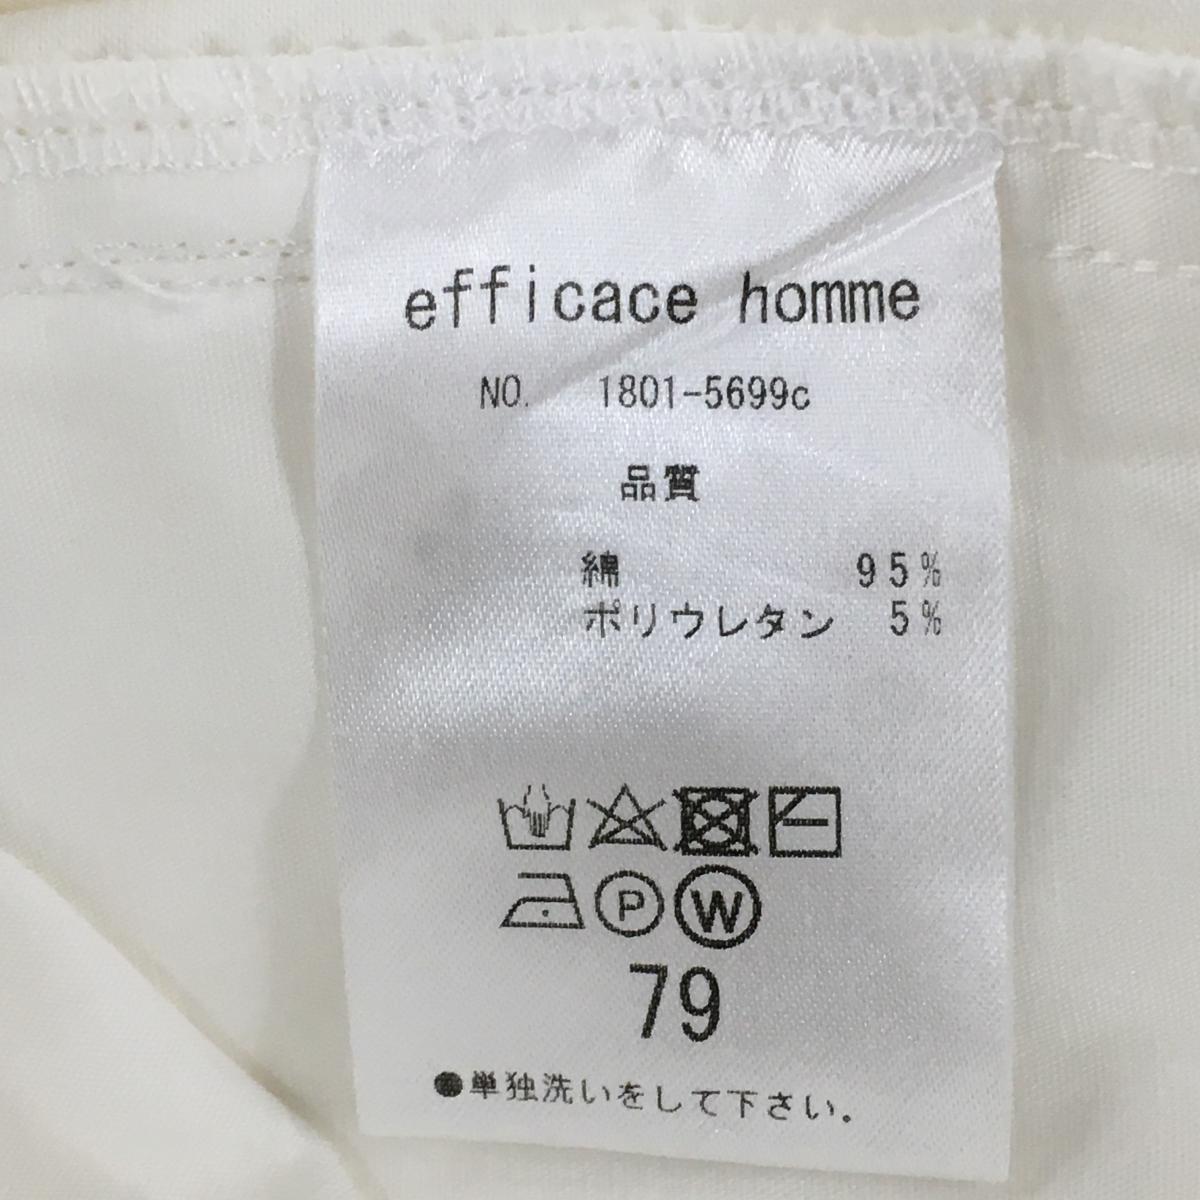 efficace homme
NO. 1801-5699c
品質
綿 95%
ポリウレタン 5%
P W
79
●単独洗いをして下さい。